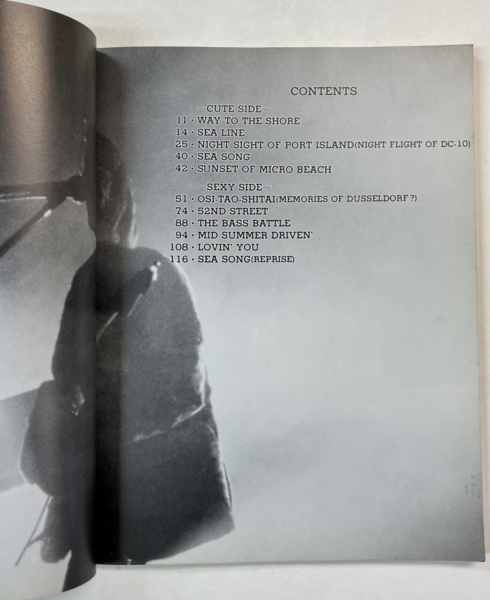 CONTENTS
~CUTE SIDE~
11・WAY TO THE SHORE
14・SEA LINE
25・NIGHT SIGHT OF PORT ISLAND(NIGHT FLIGHT OF DC-10)
40・SEA SONG
42・SUNSET OF MICRO BEACH
~SEXY SIDE~
51・OSI-TAO-SHITAI(MEMORIES OF DUSSELDORF?)
74・52ND STREET
88・THE BASS BATTLE
94・MID SUMMER DRIVEN'
108・LOVIN' YOU
116・SEA SONG(REPRISE)